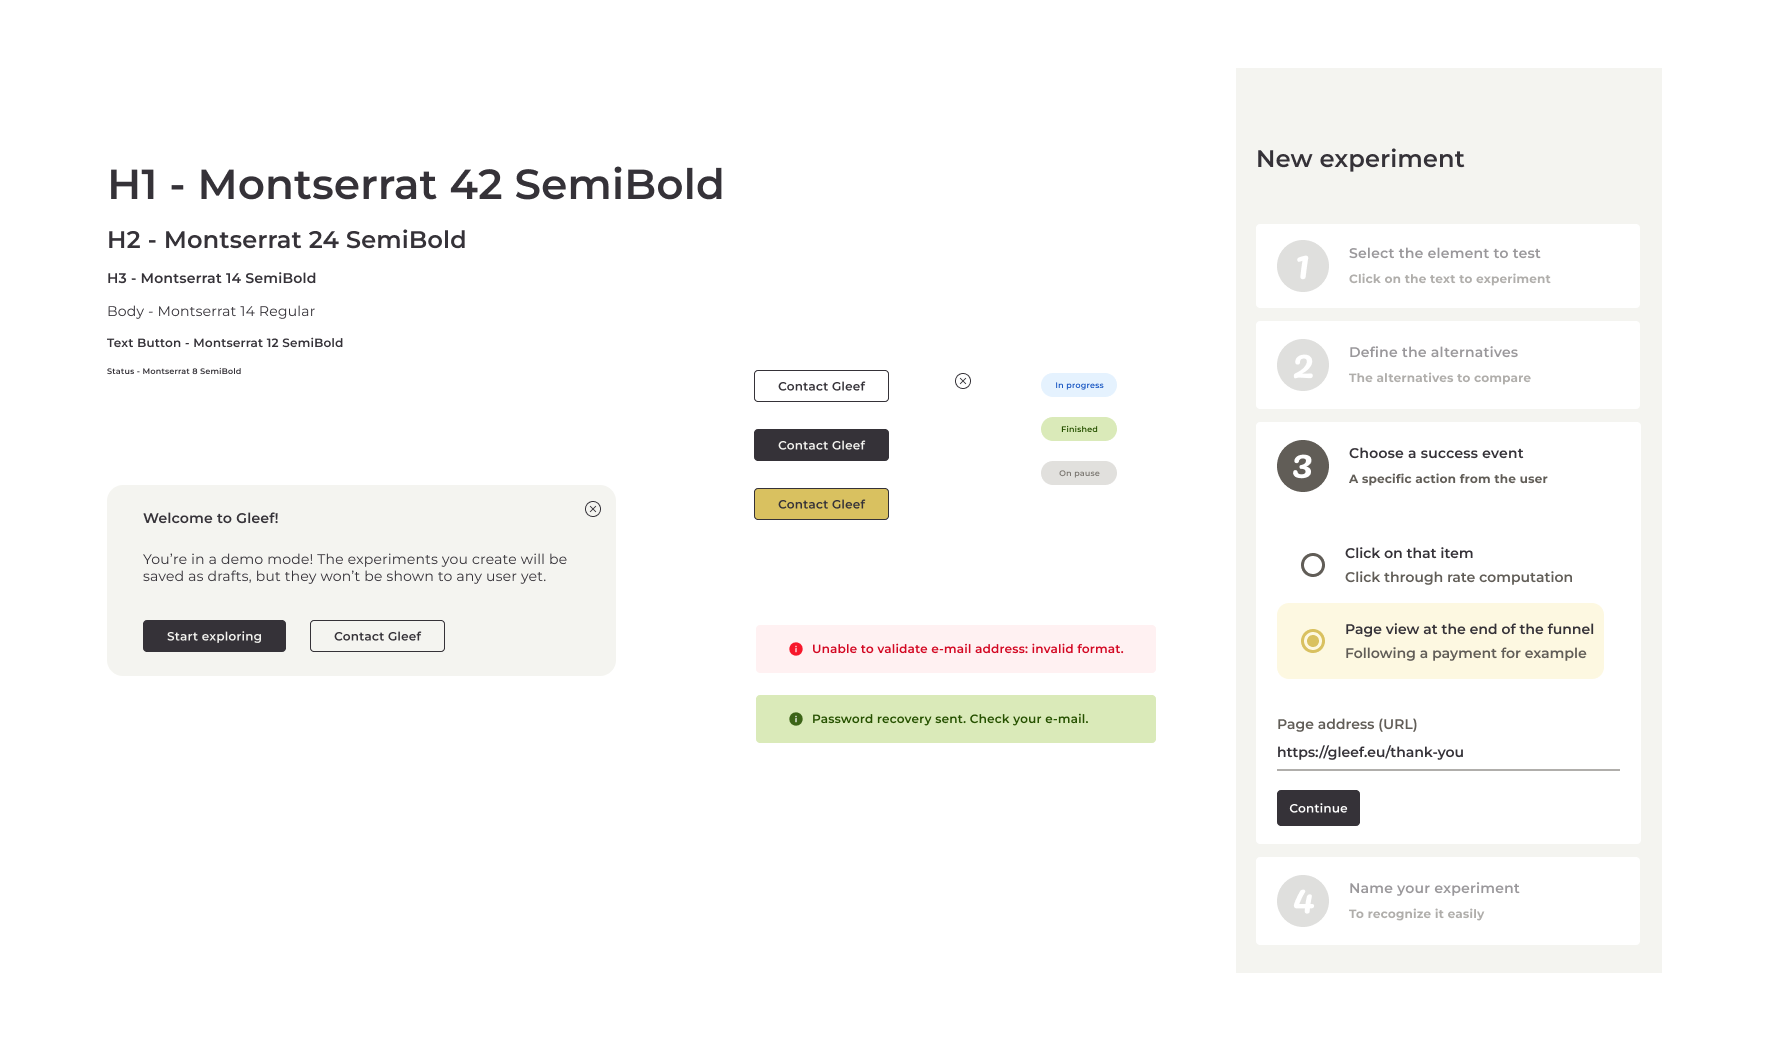 H1 - Montserrat 42 SemiBold
H2 - Montserrat 24 SemiBold
H3 - Montserrat 14 SemiBold
Body - Montserrat 14 Regular
Text Button - Montserrat 12 SemiBold
Status - Montserrat 8 SemiBold
Welcome to Gleef!
You’re in a demo mode! The experiments you create will be
saved as drafts, but they won’t be shown to any user yet.
Start exploring
Contact Gleef
Contact Gleef
Contact Gleef
Contact Gleef
In progress
Finished
On pause
Unable to validate e-mail address: invalid format.
Password recovery sent. Check your e-mail.
New experiment
1
Select the element to test
Click on the text to experiment
2
Define the alternatives
The alternatives to compare
3
Choose a success event
A specific action from the user
Click on that item
Click through rate computation
Page view at the end of the funnel
Following a payment for example
Page address (URL)
https://gleef.eu/thank-you
Continue
4
Name your experiment
To recognize it easily